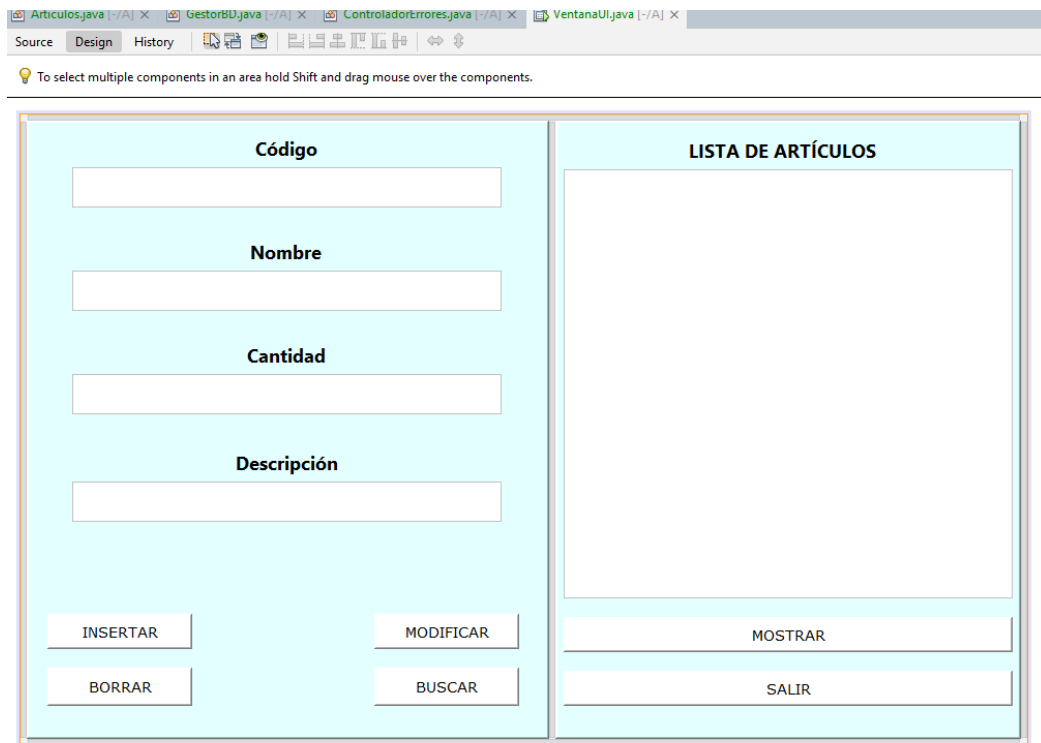 Articulos.java [-/A] GestorBD.java [-/A] ControladorErrores.java [-/A] VentanaUI.java [-/A]
Source Design History
To select multiple components in an area hold Shift and drag mouse over the components.
Código
Nombre
Cantidad
Descripción
INSERTAR MODIFICAR
BORRAR BUSCAR
LISTA DE ARTÍCULOS
MOSTRAR
SALIR